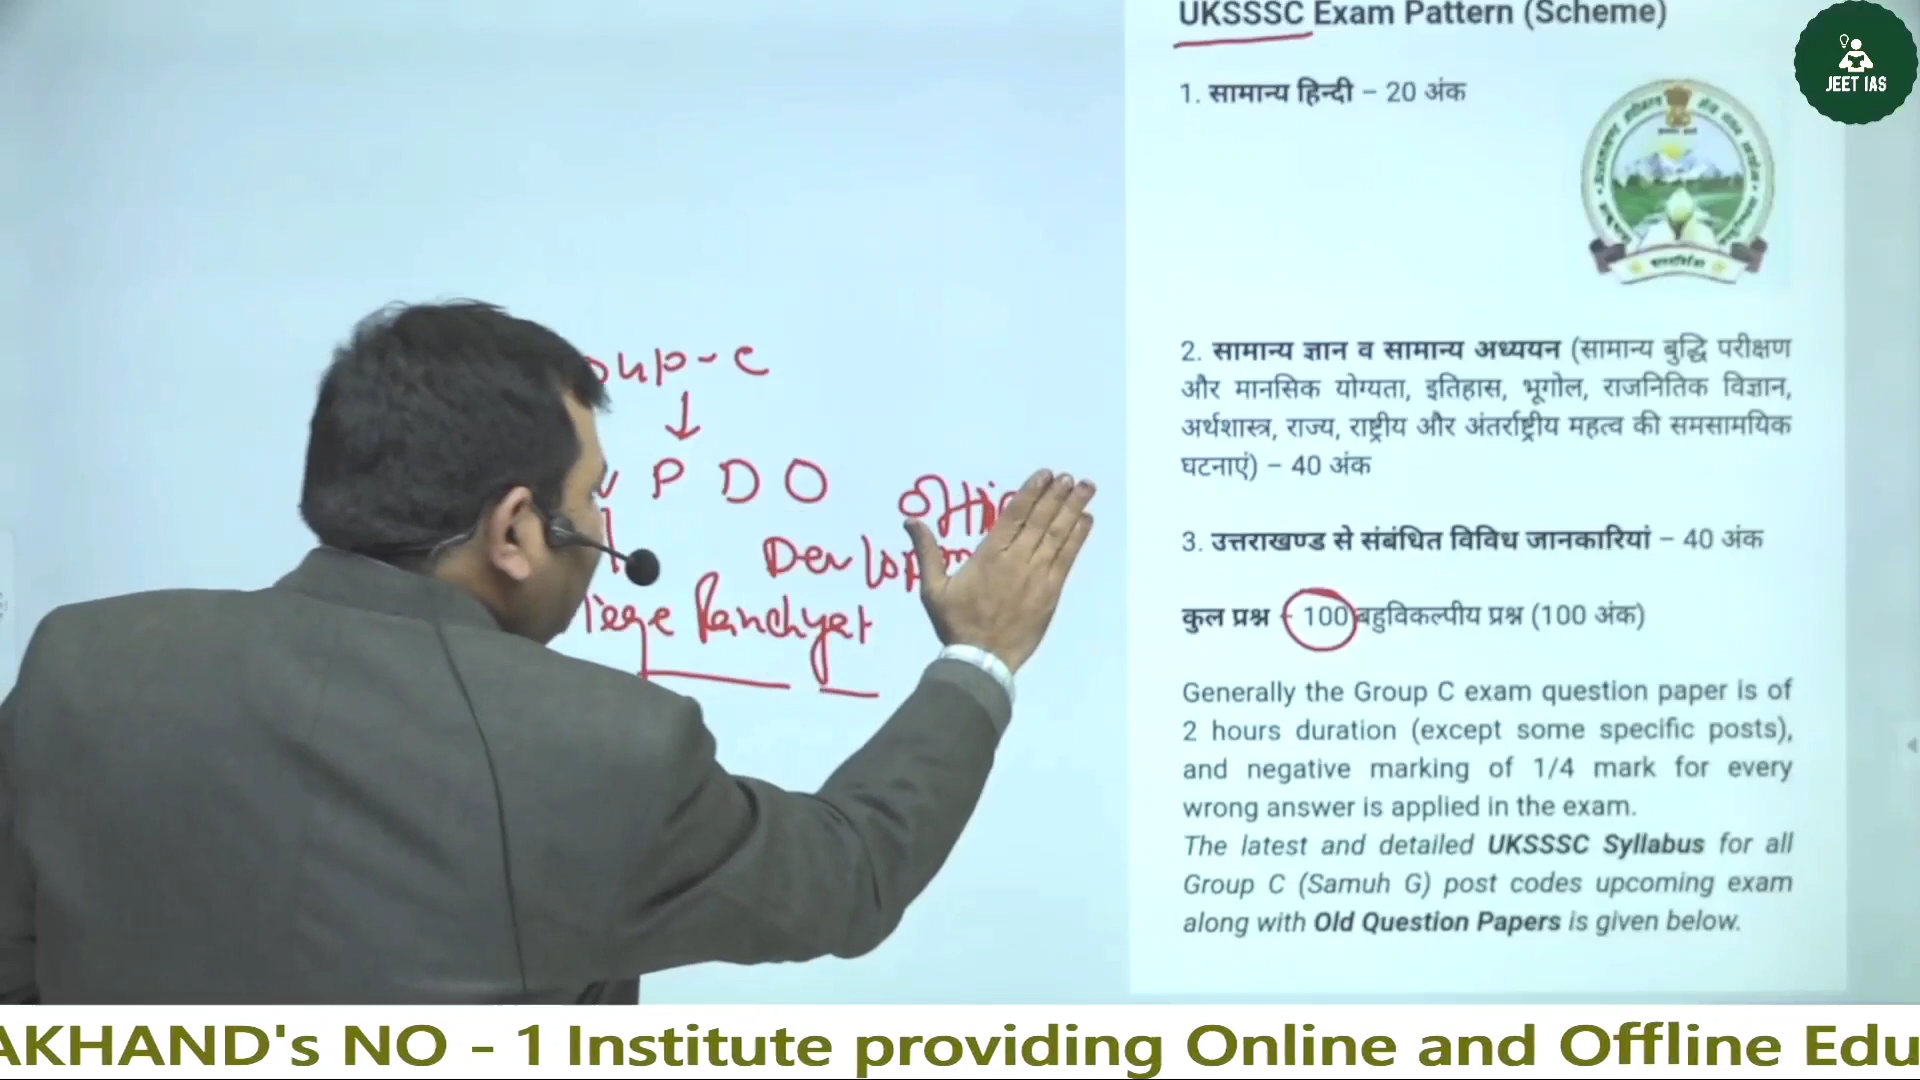 UKSSSC Exam Pattern (Scheme)
JEET IAS
1. सामान्य हिन्दी – 20 अंक
2. सामान्य ज्ञान व सामान्य अध्ययन (सामान्य बुद्धि परीक्षण
और मानसिक योग्यता, इतिहास, भूगोल, राजनितिक विज्ञान,
अर्थशास्त्र, राज्य, राष्ट्रीय और अंतर्राष्ट्रीय महत्व की समसामयिक
घटनाएं) – 40 अंक
3. उत्तराखण्ड से संबंधित विविध जानकारियां – 40 अंक
कुल प्रश्न - 100 बहुविकल्पीय प्रश्न (100 अंक)
Generally the Group C exam question paper is of
2 hours duration (except some specific posts),
and negative marking of 1/4 mark for every
wrong answer is applied in the exam.
The latest and detailed UKSSSC Syllabus for all
Group C (Samuh G) post codes upcoming exam
along with Old Question Papers is given below.
oup-C
V P D O
Panchyat
AKHAND's NO - 1 Institute providing Online and Offline Edu